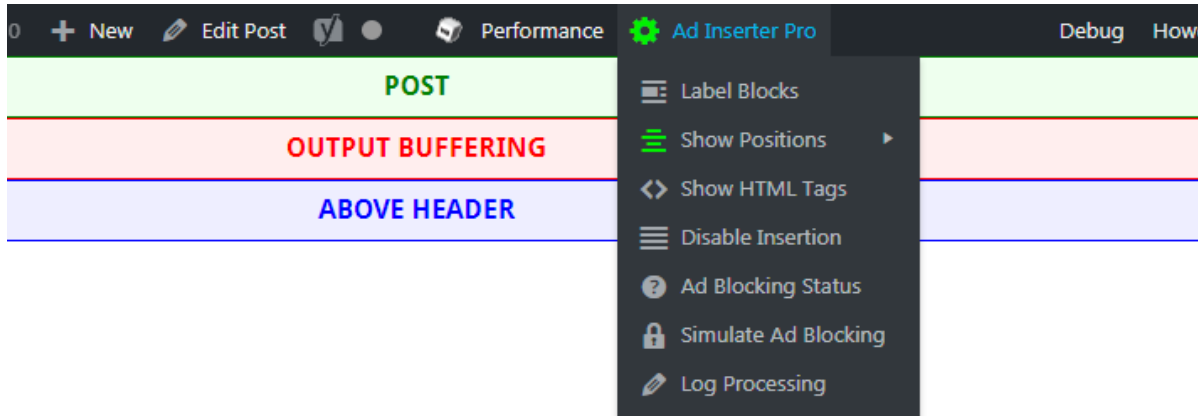 0 New Edit Post Performance Ad Inserter Pro Debug How
POST
Label Blocks
Show Positions
OUTPUT BUFFERING
Show HTML Tags
ABOVE HEADER
Disable Insertion
Ad Blocking Status
Simulate Ad Blocking
Log Processing